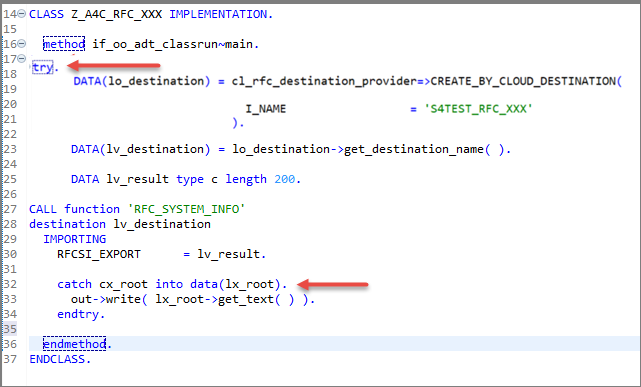 14 CLASS Z_A4C_RFC_XXX IMPLEMENTATION.
15
16 method if_oo_adt_classrun~main.
17
18 try.
19 DATA(lo_destination) = cl_rfc_destination_provider=>CREATE_BY_CLOUD_DESTINATION(
20 I_NAME = 'S4TEST_RFC_XXX'
21 ).
22
23 DATA(lv_destination) = lo_destination->get_destination_name( ).
24
25 DATA lv_result type c length 200.
26
27 CALL function 'RFC_SYSTEM_INFO'
28 destination lv_destination
29 IMPORTING
30 RFCSI_EXPORT = lv_result.
31
32 catch cx_root into data(lx_root).
33 out->write( lx_root->get_text( ) ).
34 endtry.
35
36 endmethod.
37 ENDCLASS.